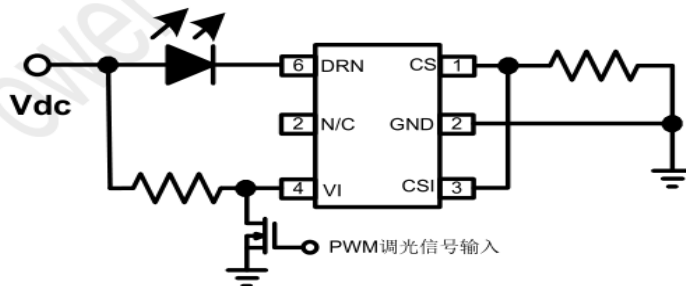 Power
Vdc
6 DRN CS 1
2 N/C GND 2
4 VI CSI 3
PWM调光信号输入